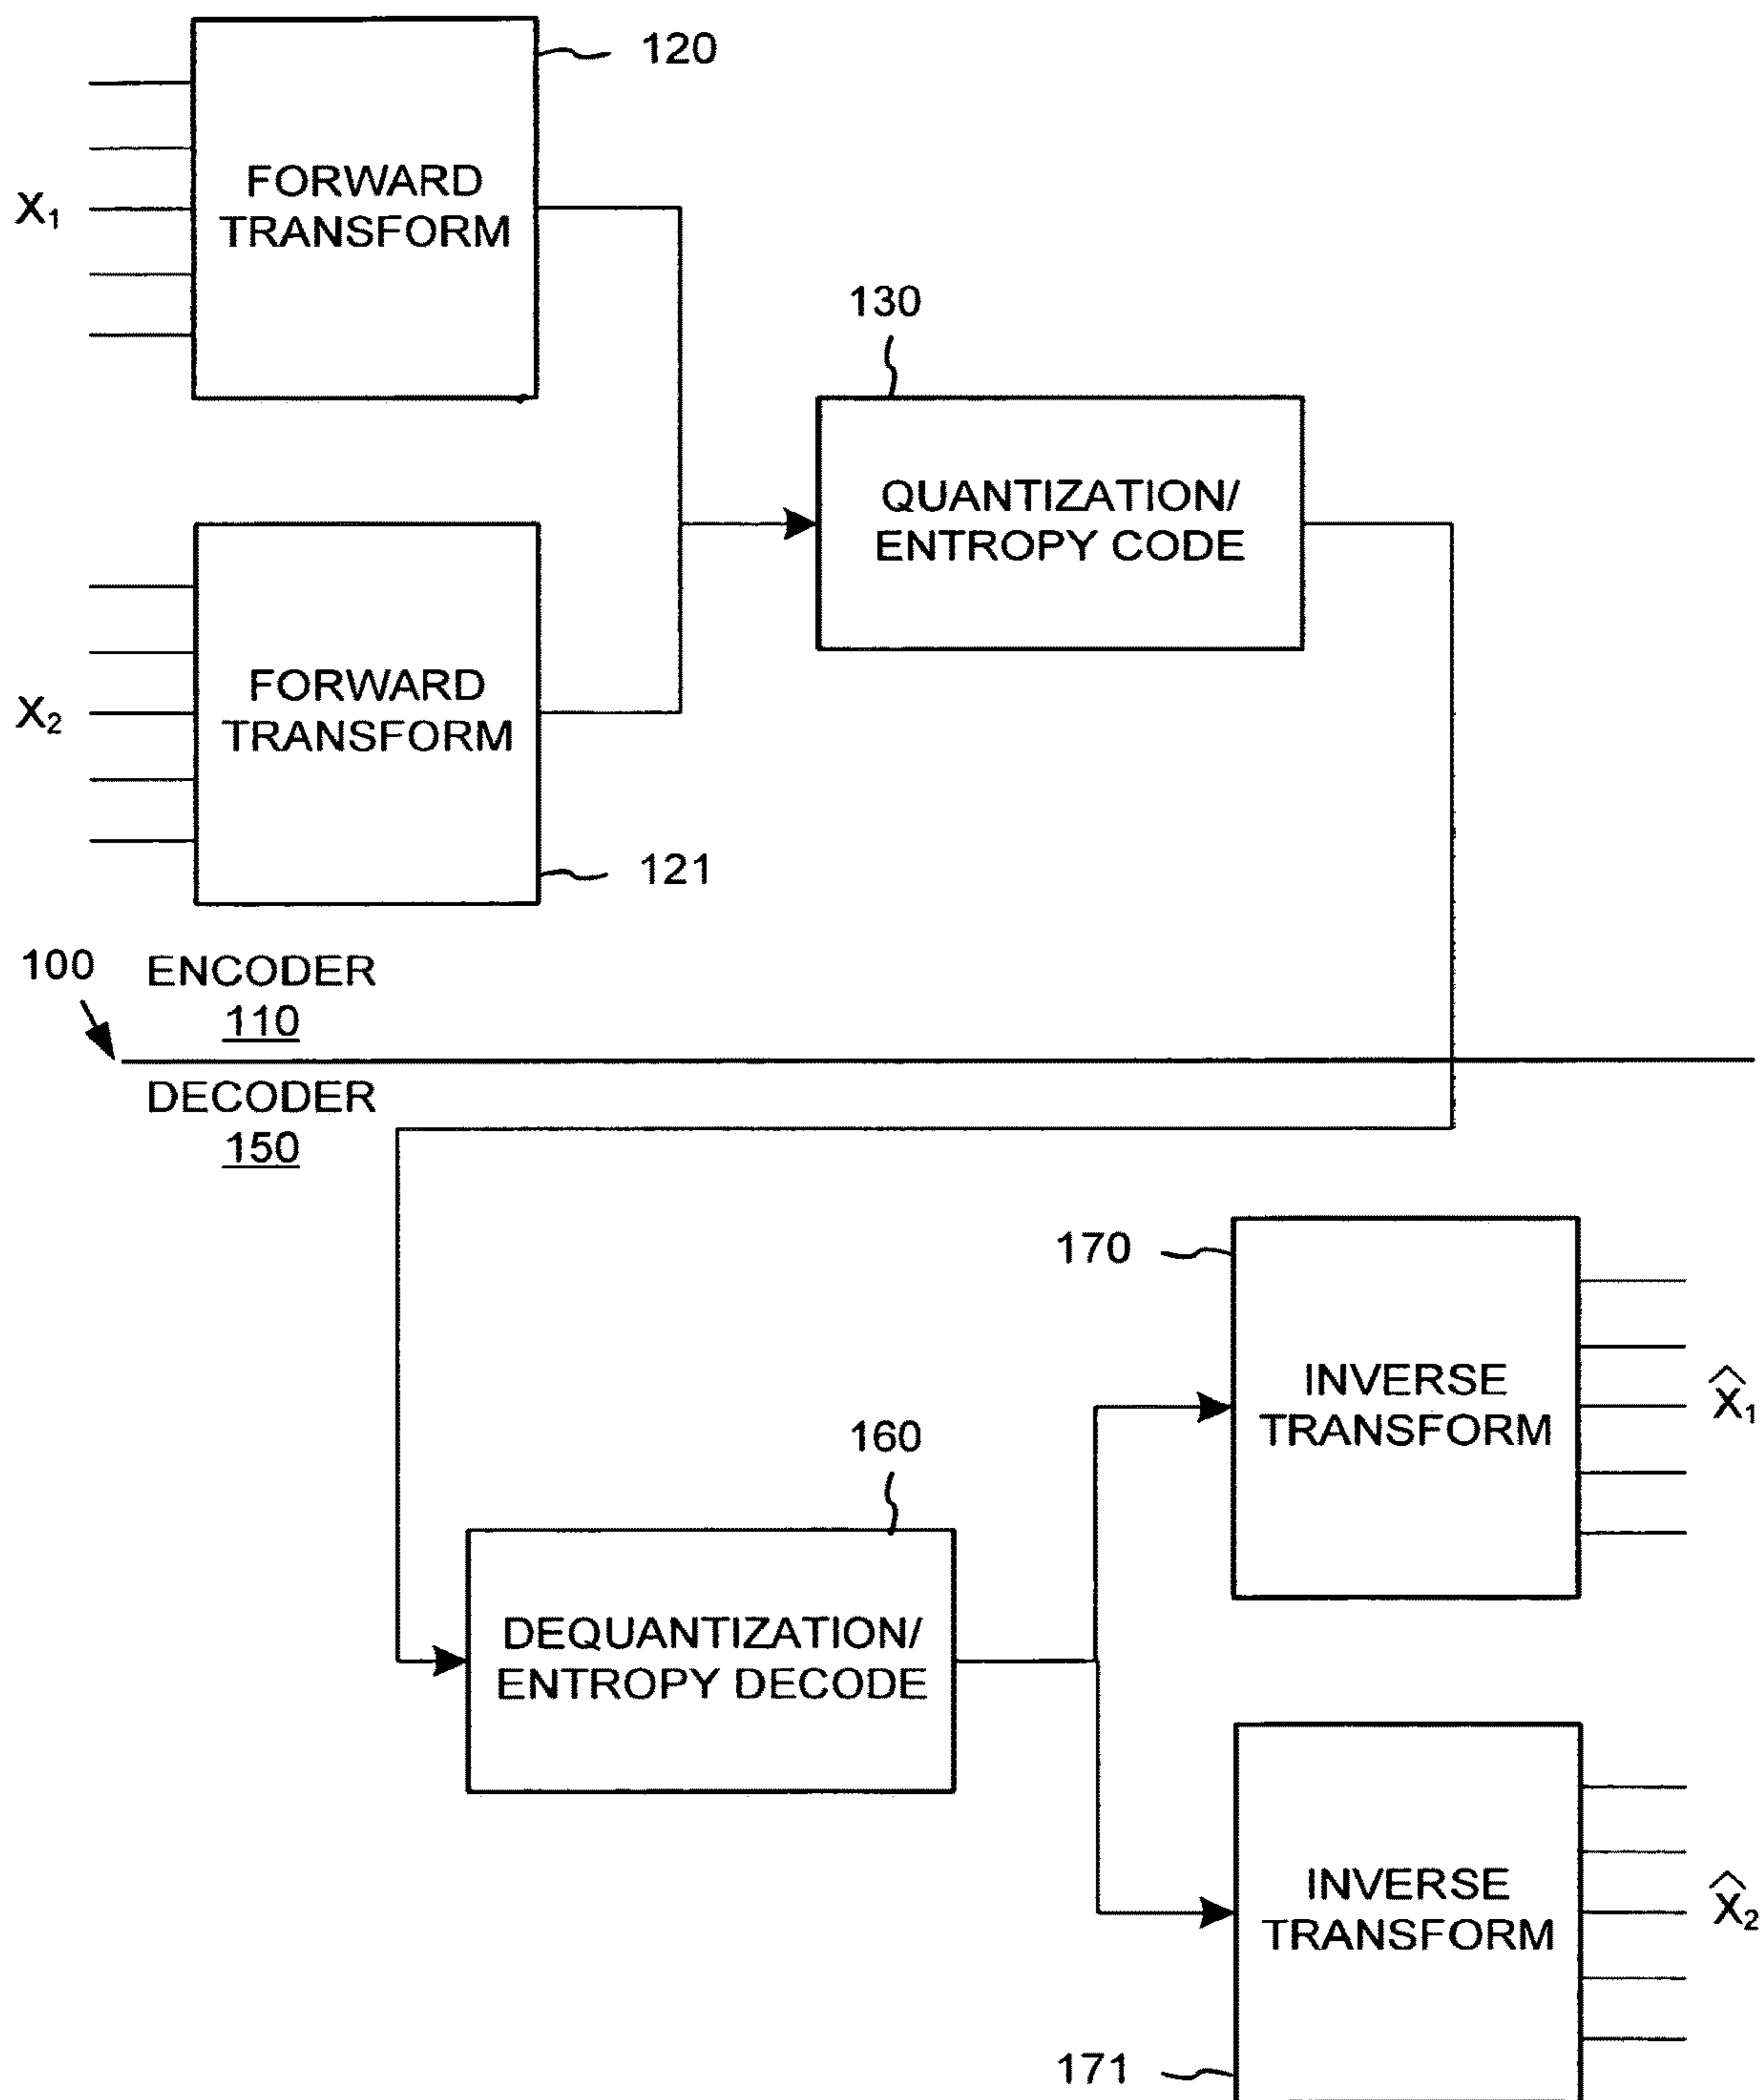 120
FORWARD
TRANSFORM
X₁
130
QUANTIZATION/
ENTROPY CODE
FORWARD
TRANSFORM
X₂
121
100
ENCODER
110
DECODER
150
170
INVERSE
TRANSFORM
X̂₁
160
DEQUANTIZATION/
ENTROPY DECODE
INVERSE
TRANSFORM
X̂₂
171